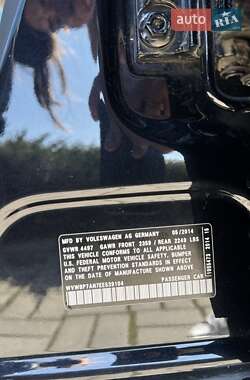 AUTO RIA
MFD BY VOLKSWAGEN AG GERMANY 05/2014
GVWR 4497 GAWR FRONT 2359 / REAR 2249 LBS
THIS VEHICLE CONFORMS TO ALL APPLICABLE
U.S. FEDERAL MOTOR VEHICLE SAFETY, BUMPER
AND THEFT PREVENTION STANDARDS IN EFFECT
ON THE DATE OF MANUFACTURE SHOWN ABOVE.
PASSENGER CAR